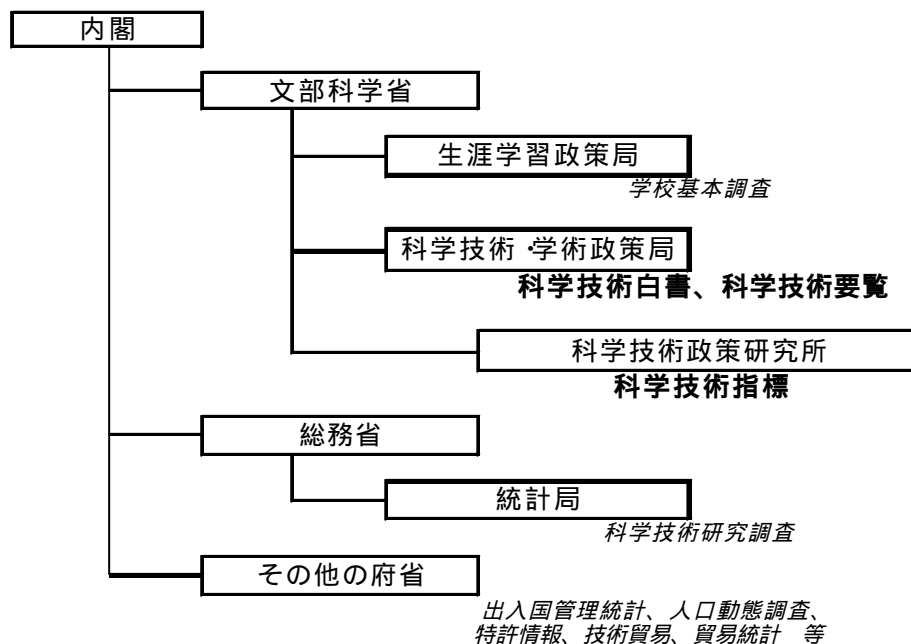 内閣
文部科学省
生涯学習政策局
学校基本調査
科学技術・学術政策局
科学技術白書、科学技術要覧
科学技術政策研究所
科学技術指標
総務省
統計局
科学技術研究調査
その他の府省
出入国管理統計、人口動態調査、
特許情報、技術貿易、貿易統計　等